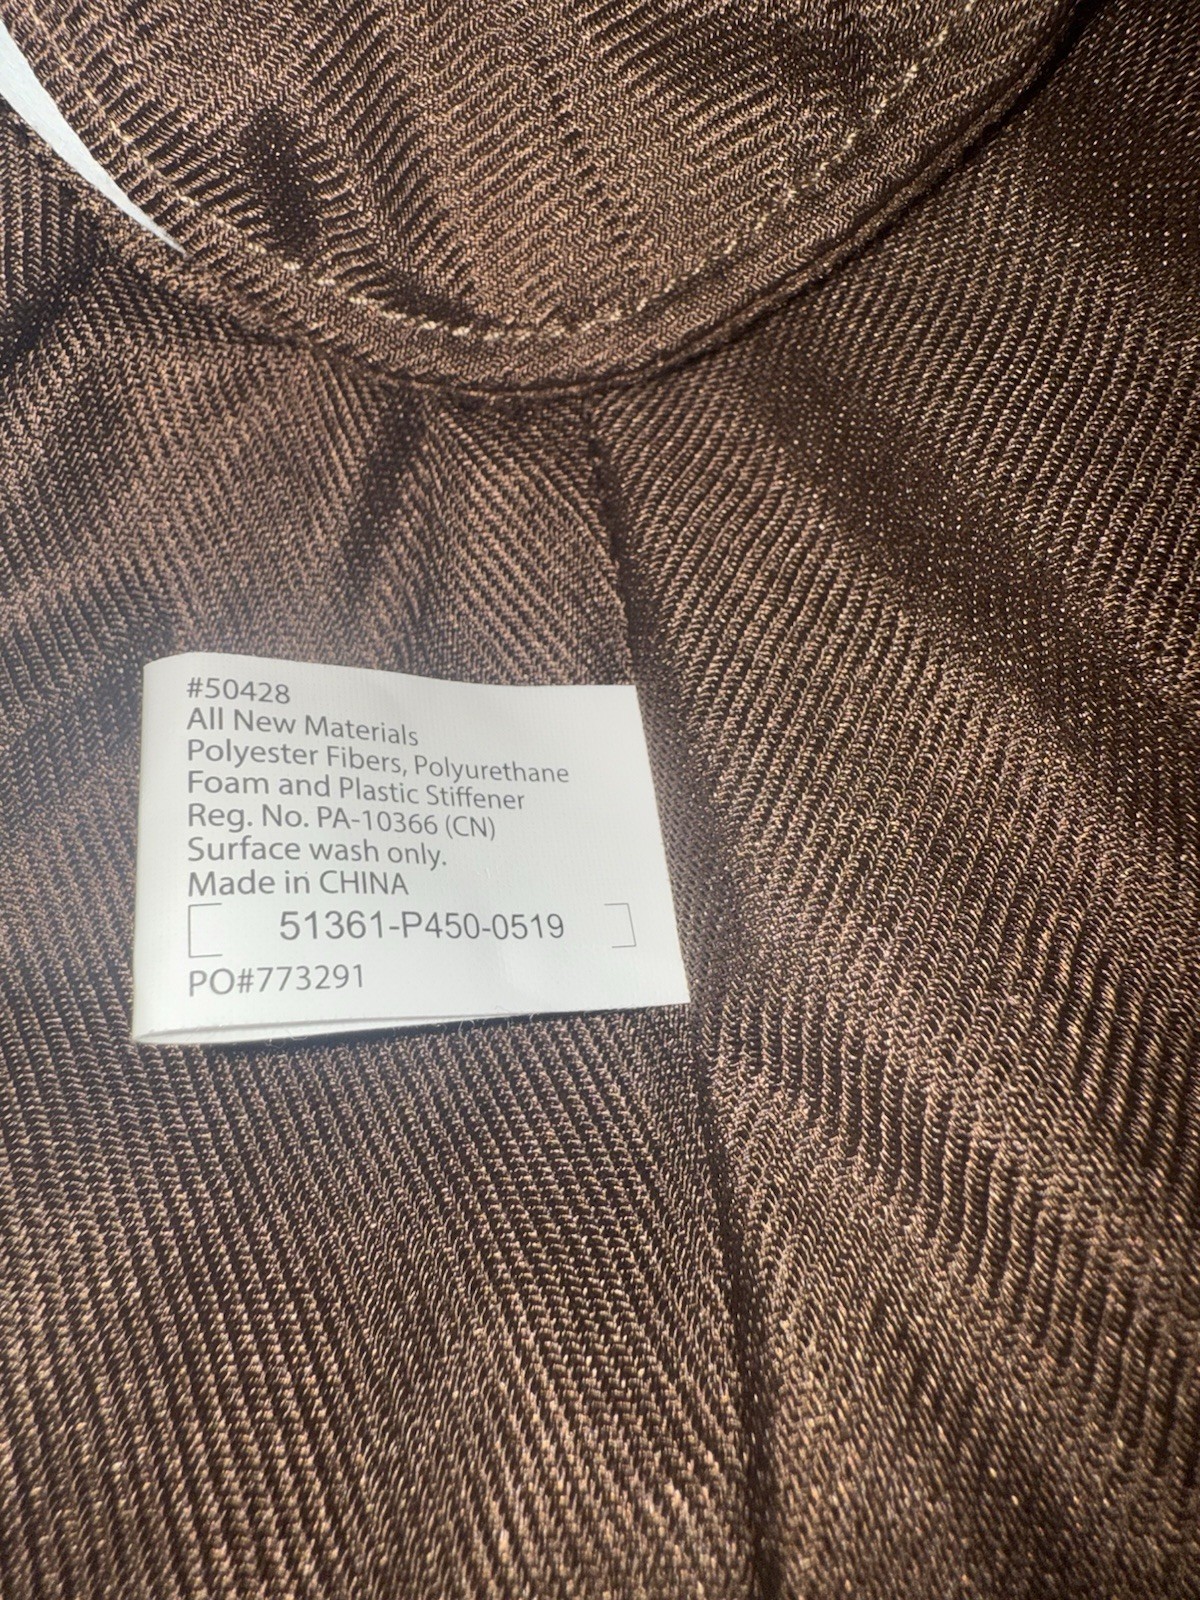 #50428
All New Materials
Polyester Fibers, Polyurethane
Foam and Plastic Stiffener
Reg. No. PA-10366 (CN)
Surface wash only.
Made in CHINA
51361-P450-0519
PO#773291